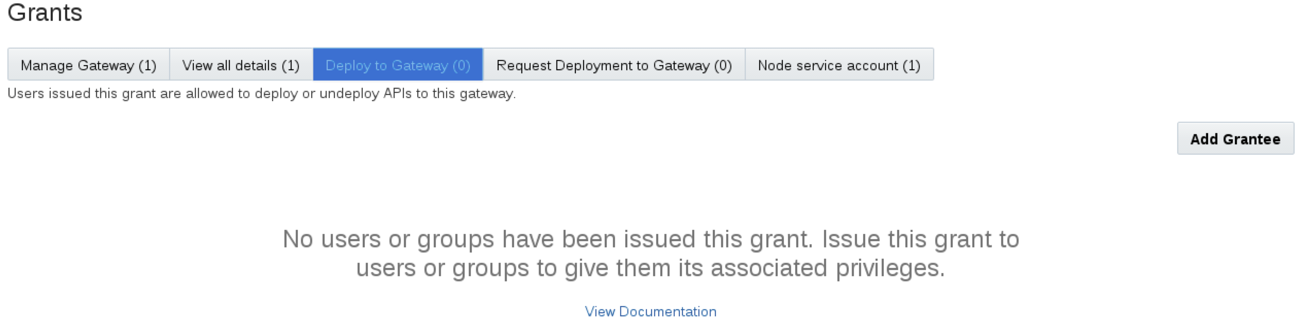 Grants
Manage Gateway (1) View all details (1) Deploy to Gateway (0) Request Deployment to Gateway (0) Node service account (1)
Users issued this grant are allowed to deploy or undeploy APIs to this gateway.
Add Grantee
No users or groups have been issued this grant. Issue this grant to
users or groups to give them its associated privileges.
View Documentation